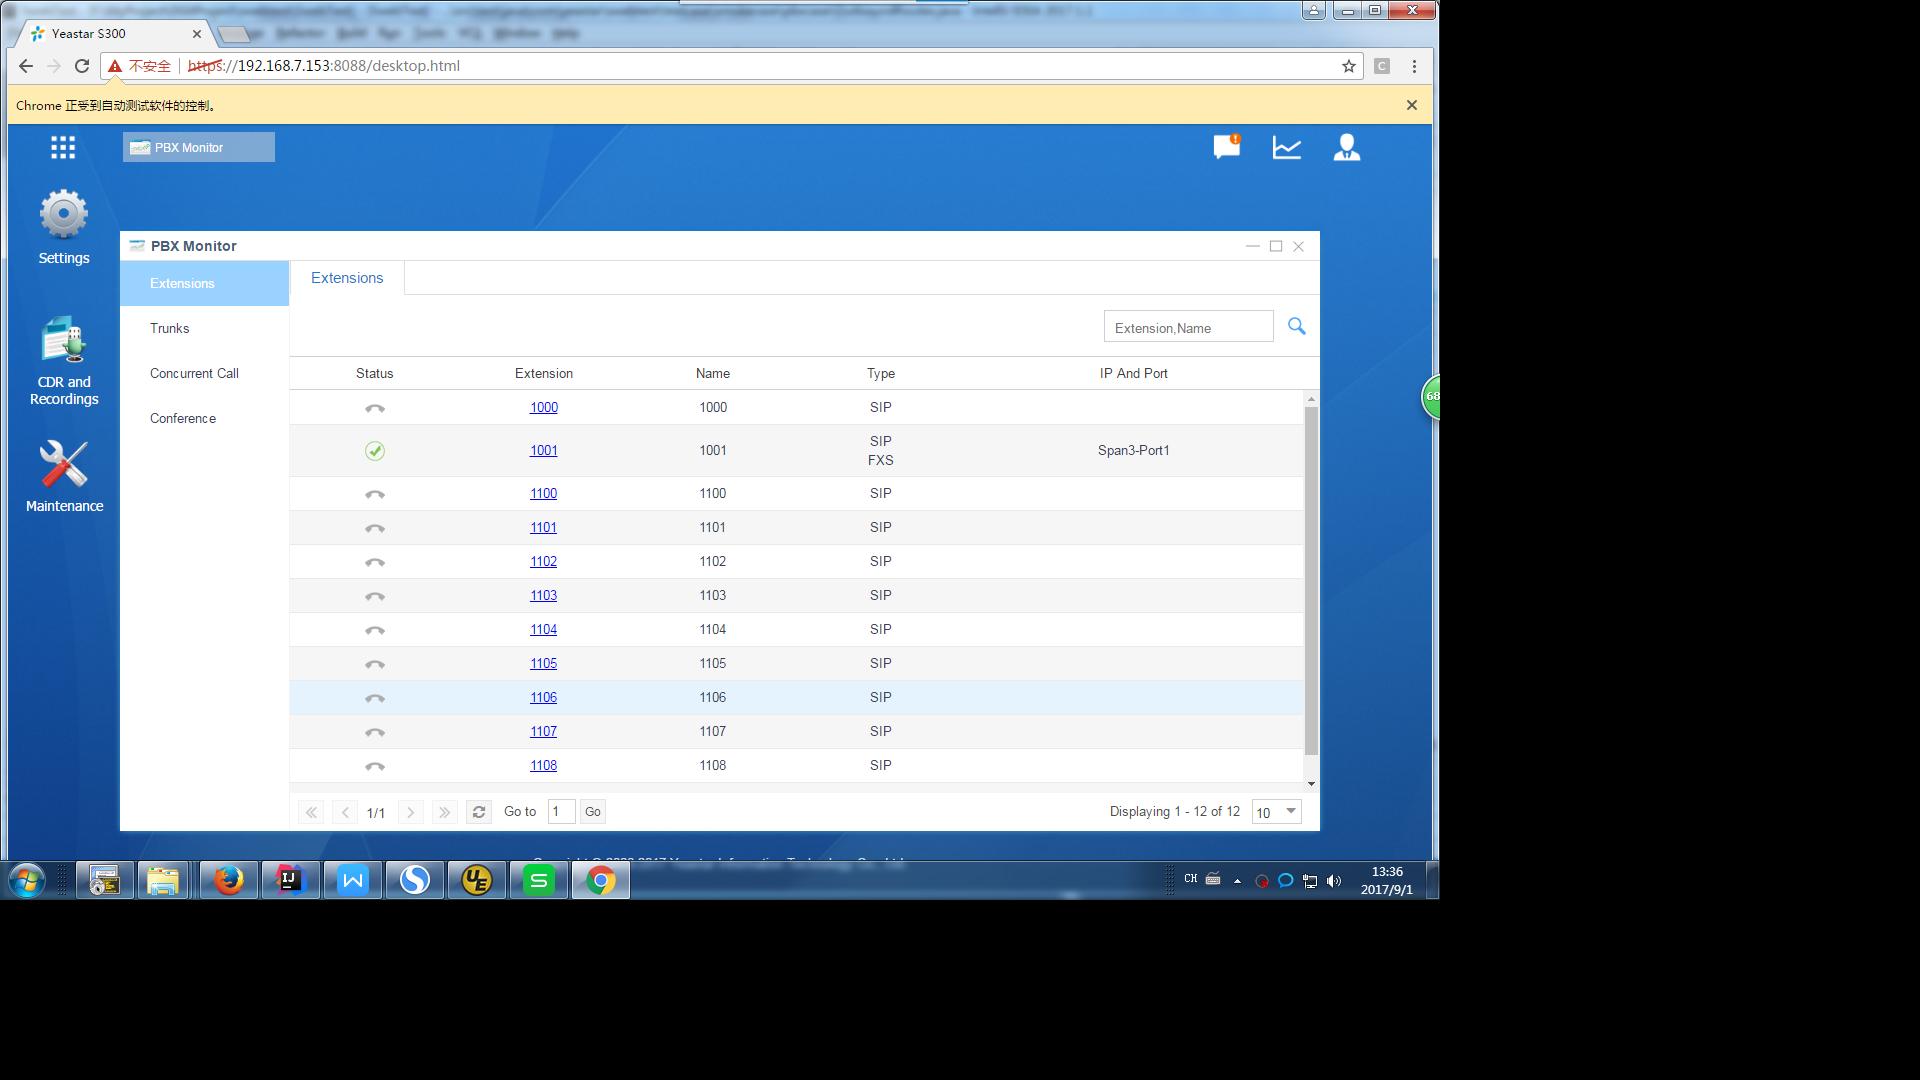 Yeastar S300
不安全 https://192.168.7.153:8088/desktop.html
Chrome 正受到自动测试软件的控制。
PBX Monitor
Settings
CDR and
Recordings
Maintenance
PBX Monitor
Extensions
Trunks
Concurrent Call
Conference
Extensions
Extension,Name
Status Extension Name Type IP And Port
1000 1000 SIP
1001 1001 SIP FXS Span3-Port1
1100 1100 SIP
1101 1101 SIP
1102 1102 SIP
1103 1103 SIP
1104 1104 SIP
1105 1105 SIP
1106 1106 SIP
1107 1107 SIP
1108 1108 SIP
1/1 Go to 1 Go Displaying 1 - 12 of 12 10
68
CH 13:36
2017/9/1